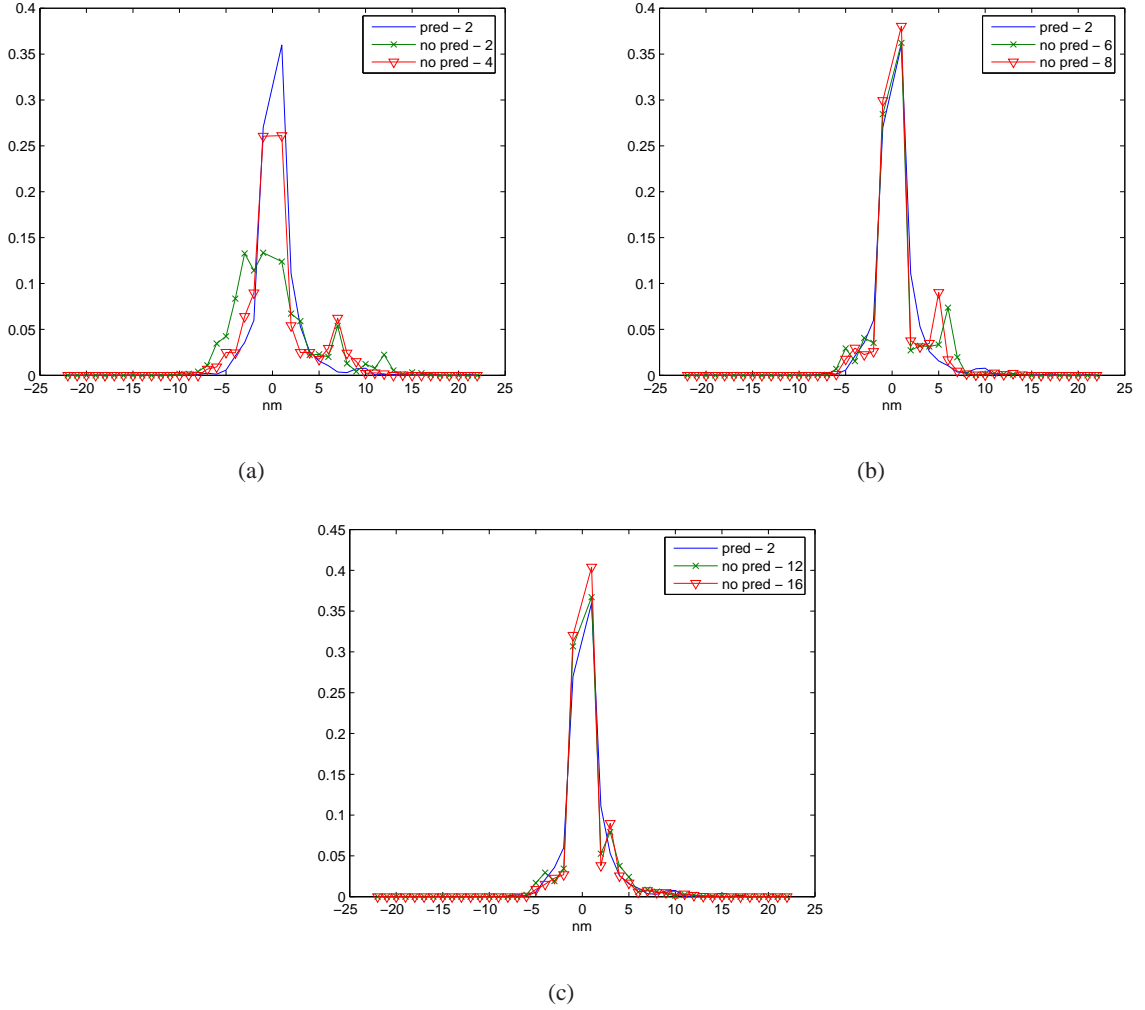 0.4
0.35
0.3
0.25
0.2
0.15
0.1
0.05
0
−25 −20 −15 −10 −5 0 5 10 15 20 25
nm
pred − 2
no pred − 2
no pred − 4
(a)
0.4
0.35
0.3
0.25
0.2
0.15
0.1
0.05
0
−25 −20 −15 −10 −5 0 5 10 15 20 25
nm
pred − 2
no pred − 6
no pred − 8
(b)
0.45
0.4
0.35
0.3
0.25
0.2
0.15
0.1
0.05
0
−25 −20 −15 −10 −5 0 5 10 15 20 25
nm
pred − 2
no pred − 12
no pred − 16
(c)